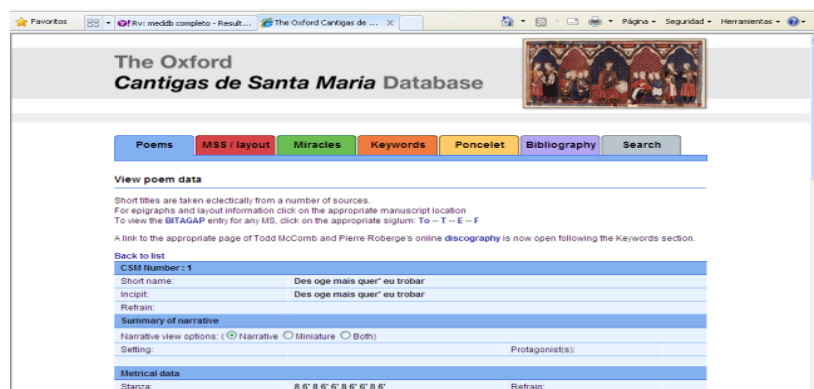 Favoritos
Rv: meddb completo - Result... The Oxford Cantigas de ... X Página Seguridad Herramientas
The Oxford
Cantigas de Santa Maria Database
Poems MSS / layout Miracles Keywords Poncelet Bibliography Search
View poem data
Short titles are taken eclectically from a number of sources.
For epigraphs and layout information click on the appropriate manuscript location
To view the BITAGAP entry for any MS, click on the appropriate siglum: To -- T -- E -- F
A link to the appropriate page of Todd McComb and Pierre Roberge's online discography is now open following the Keywords section.
Back to list
CSM Number : 1
Short name: Des oge mais quer' eu trobar
Incipit: Des oge mais quer' eu trobar
Refrain:
Summary of narrative
Narrative view options: ( Narrative Miniature Both)
Setting: Protagonist(s):
Metrical data
Stanza: 8 6' 8 6' 6' 8 6' 6' 8 6' Refrain: